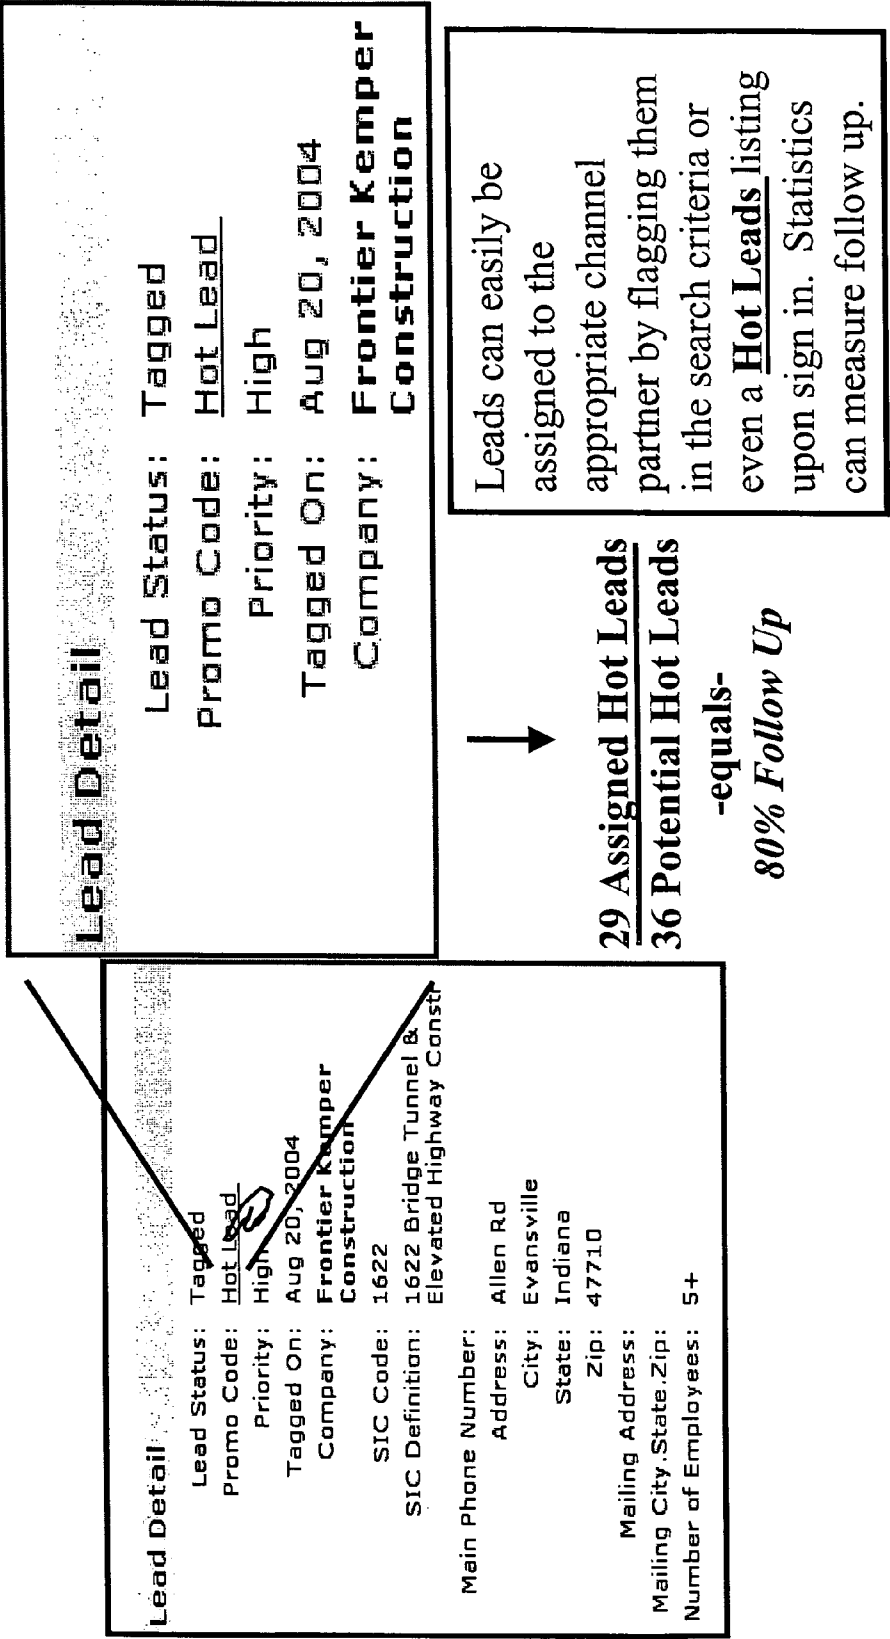 Lead Detail
Lead Status: Tagged
Promo Code: Hot Lead
Priority: High
Tagged On: Aug 20, 2004
Company: Frontier Kemper
Construction
SIC Code: 1622
SIC Definition: 1622 Bridge Tunnel &
Elevated Highway Constr
Main Phone Number:
Address: Allen Rd
City: Evansville
State: Indiana
Zip: 47710
Mailing Address:
Mailing City.State.Zip:
Number of Employees: 5+
Lead Detail
Lead Status: Tagged
Promo Code: Hot Lead
Priority: High
Tagged On: Aug 20, 2004
Company: Frontier Kemper
Construction
29 Assigned Hot Leads
36 Potential Hot Leads
-equals-
80% Follow Up
Leads can easily be
assigned to the
appropriate channel
partner by flagging them
in the search criteria or
even a Hot Leads listing
upon sign in. Statistics
can measure follow up.